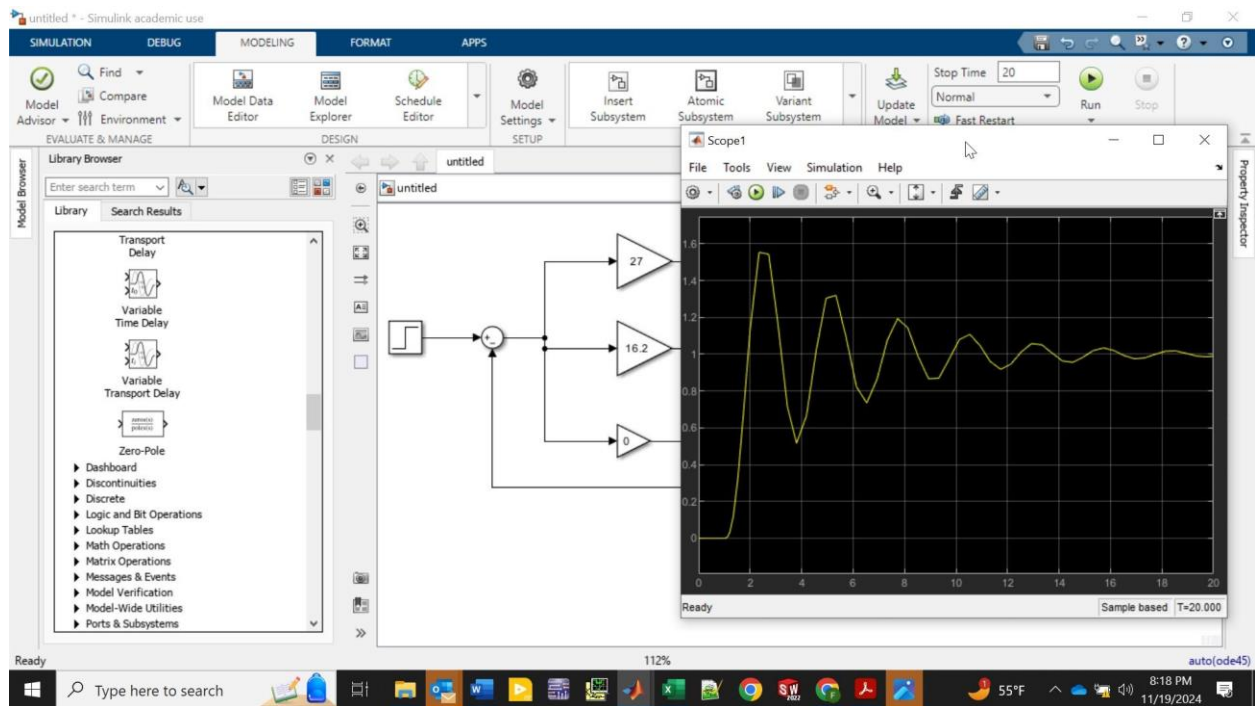 untitled * - Simulink academic use
SIMULATION DEBUG MODELING FORMAT APPS
Model Advisor
Find
Compare
Environment
EVALUATE & MANAGE
Model Data Editor
Model Explorer
Schedule Editor
DESIGN
Model Settings
SETUP
Insert Subsystem
Atomic Subsystem
Variant Subsystem
Update Model
Stop Time 20
Normal
Fast Restart
Run
Stop
Model Browser
Library Browser
Enter search term
Library Search Results
Transport
Delay
Variable
Time Delay
Variable
Transport Delay
Zero-Pole
Dashboard
Discontinuities
Discrete
Logic and Bit Operations
Lookup Tables
Math Operations
Matrix Operations
Messages & Events
Model Verification
Model-Wide Utilities
Ports & Subsystems
untitled
untitled
27
16.2
0
Scope1
File Tools View Simulation Help
1.6
1.4
1.2
1
0.8
0.6
0.4
0.2
0
0 2 4 6 8 10 12 14 16 18 20
Ready
Sample based T=20.000
Property Inspector
Ready
112%
auto(ode45)
Type here to search
55°F
8:18 PM
11/19/2024